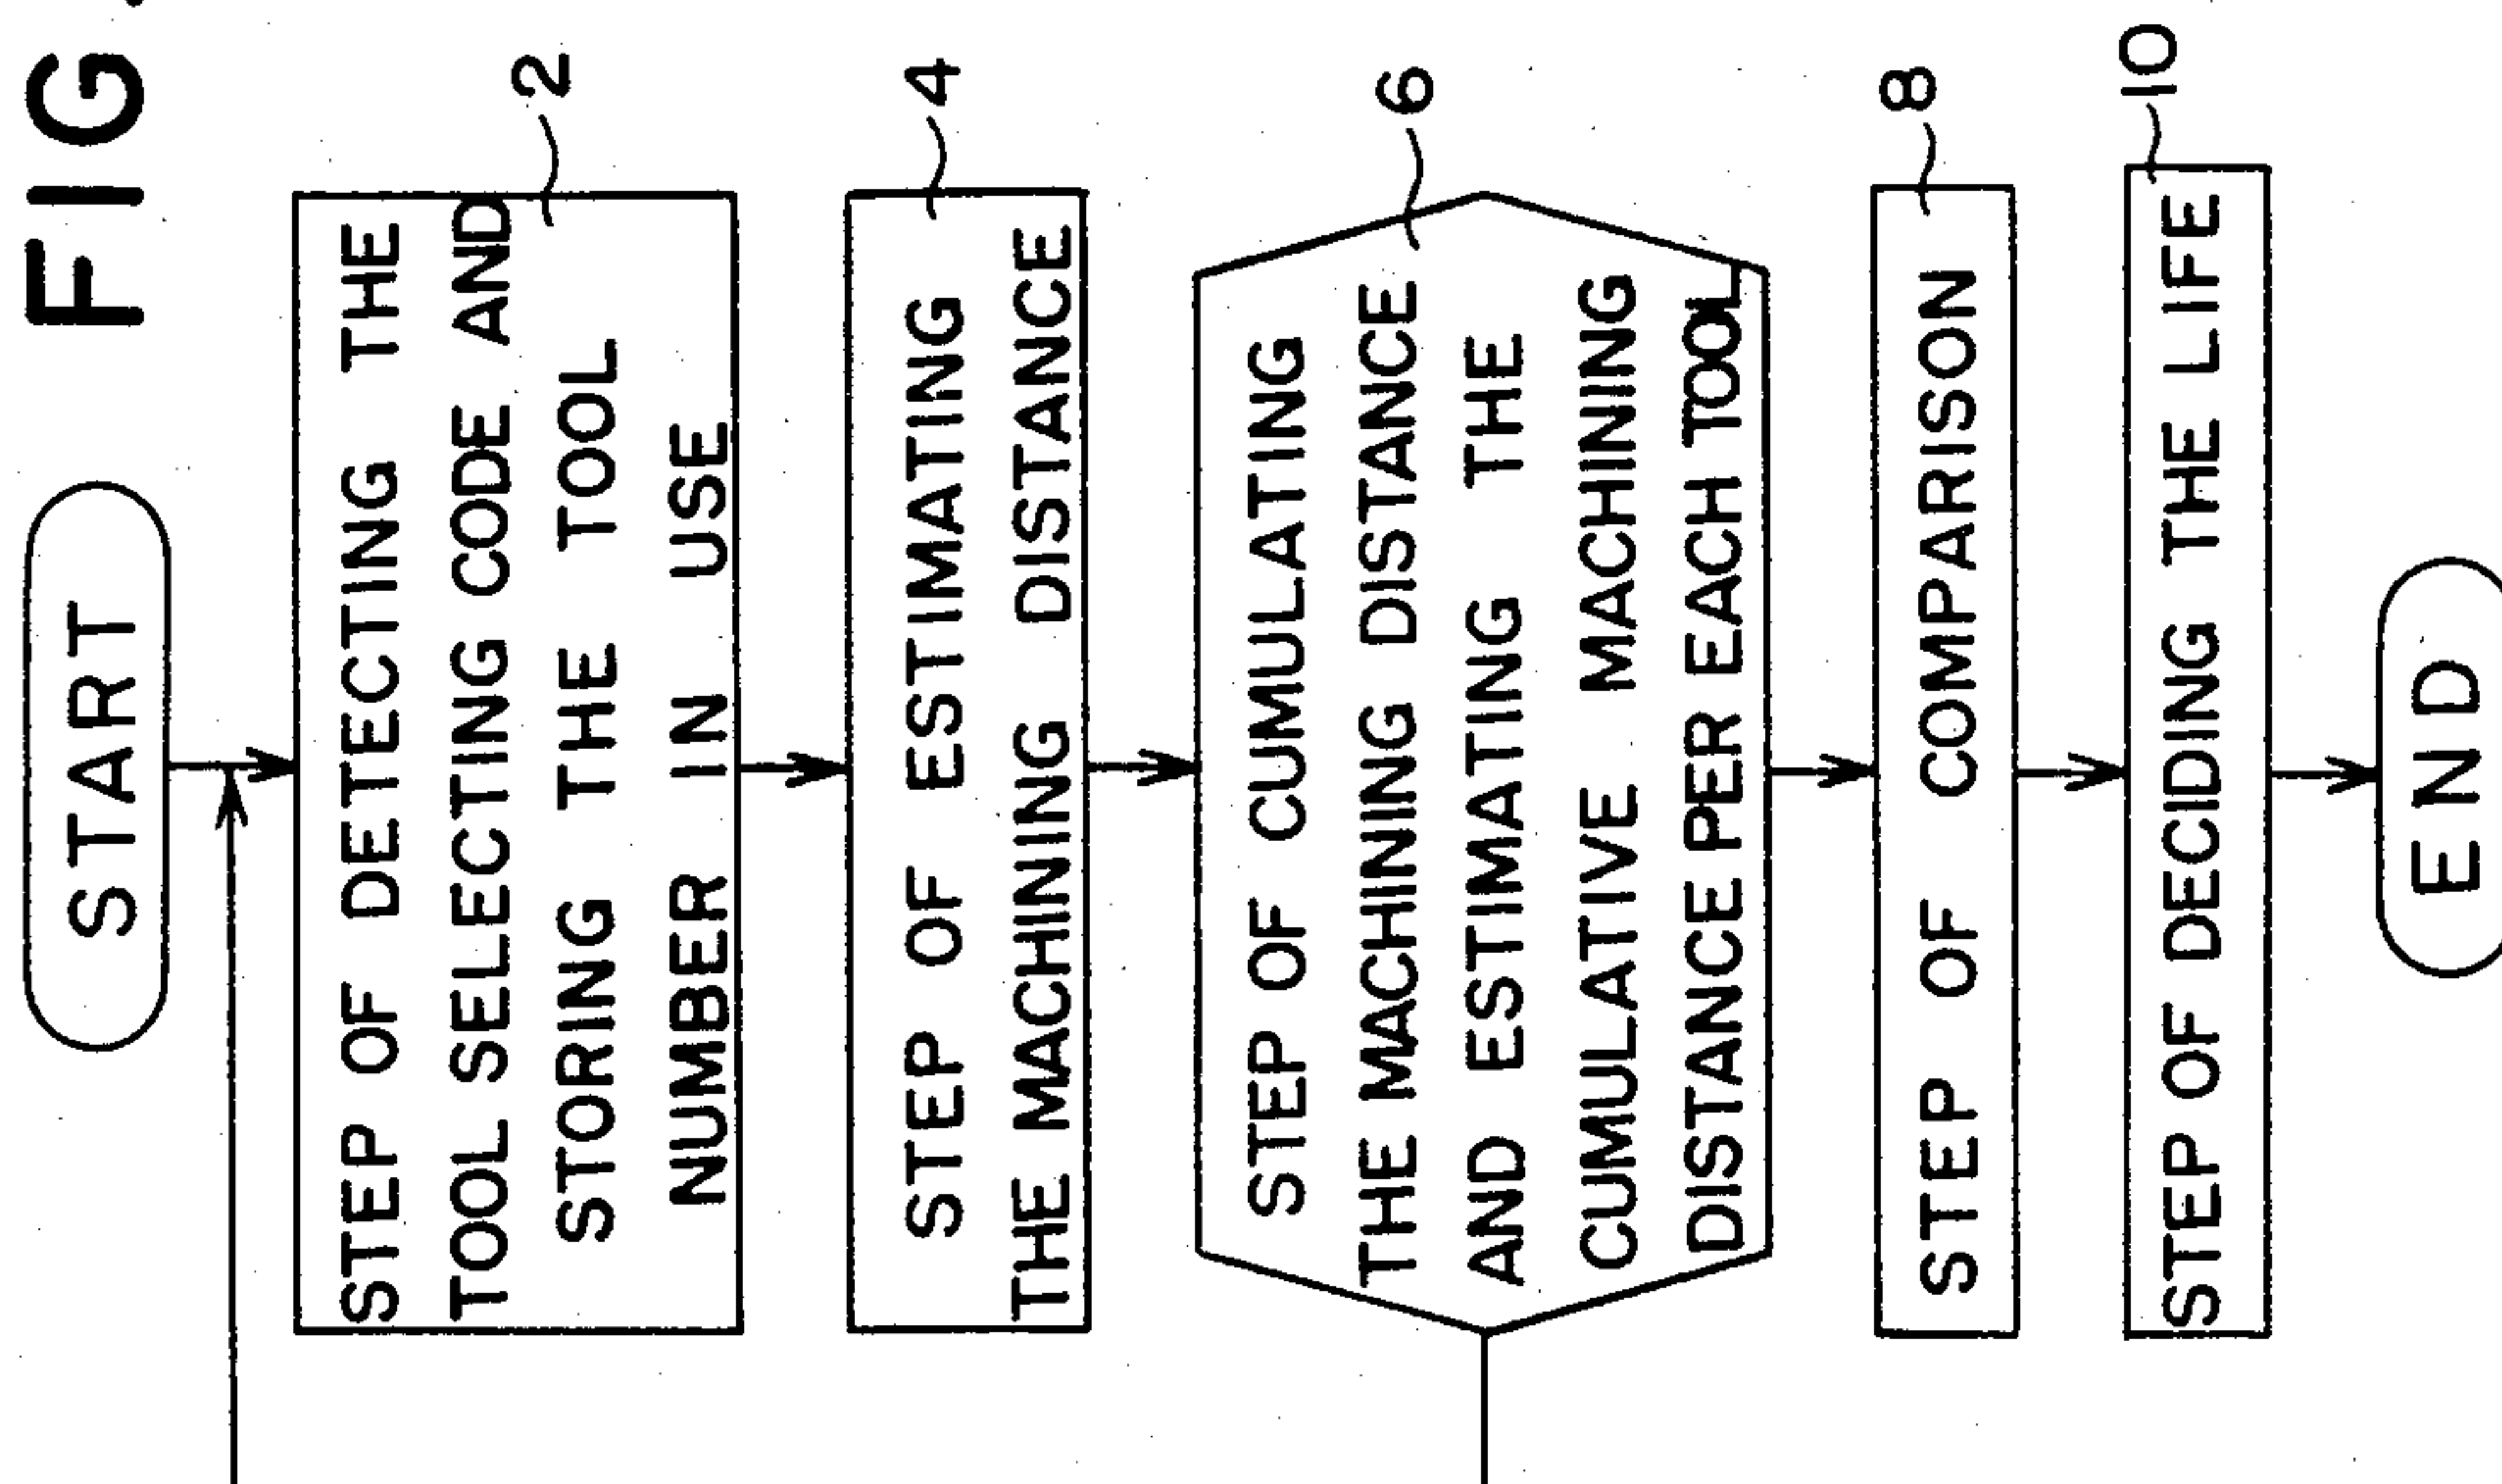 FIG.
START
STEP OF DETECTING THE
TOOL SELECTING CODE AND
STORING THE TOOL
NUMBER IN USE
2
STEP OF ESTIMATING
THE MACHINING DISTANCE
4
STEP OF CUMULATING
THE MACHINING DISTANCE
AND ESTIMATING THE
CUMULATIVE MACHINING
DISTANCE PER EACH TOOL
6
STEP OF COMPARISON
8
STEP OF DECIDING THE LIFE
10
END